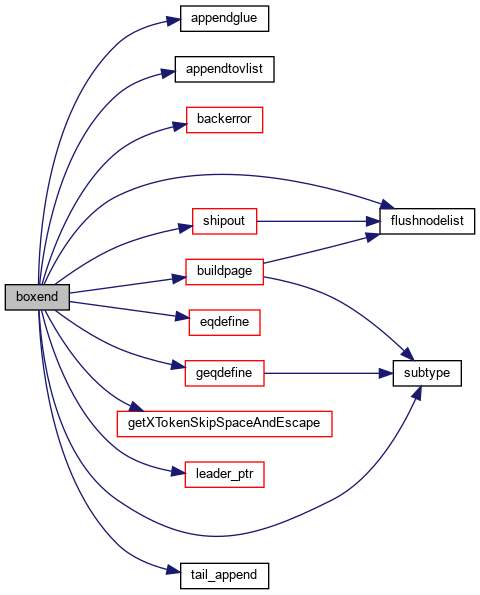 appendglue
appendtovlist
backerror
shipout
flushnodelist
buildpage
boxend
eqdefine
geqdefine
subtype
getXTokenSkipSpaceAndEscape
leader_ptr
tail_append